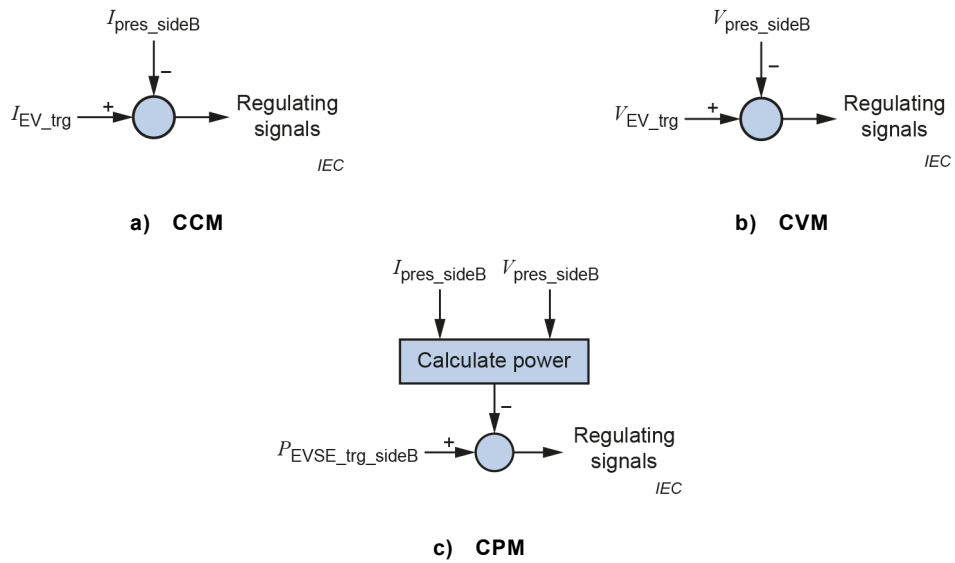 I_pres_sideB
−
I_EV_trg
+
Regulating
signals
IEC
a) CCM
V_pres_sideB
−
V_EV_trg
+
Regulating
signals
IEC
b) CVM
I_pres_sideB V_pres_sideB
Calculate power
−
P_EVSE_trg_sideB
+
Regulating
signals
IEC
c) CPM